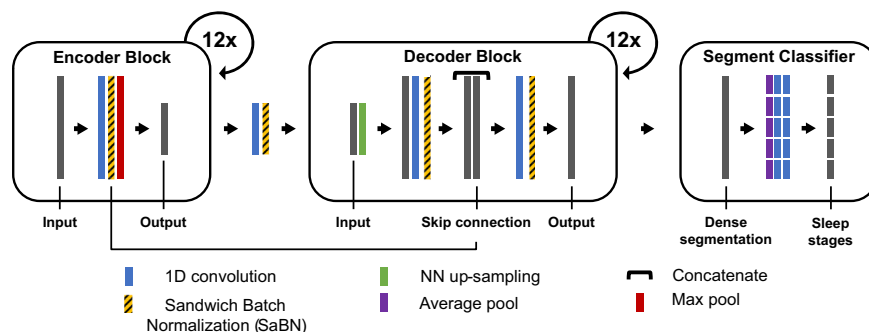 Encoder Block
12x
Decoder Block
12x
Segment Classifier
Input
Output
Input
Skip connection
Output
Dense
segmentation
Sleep
stages
1D convolution
NN up-sampling
Concatenate
Sandwich Batch
Normalization (SaBN)
Average pool
Max pool